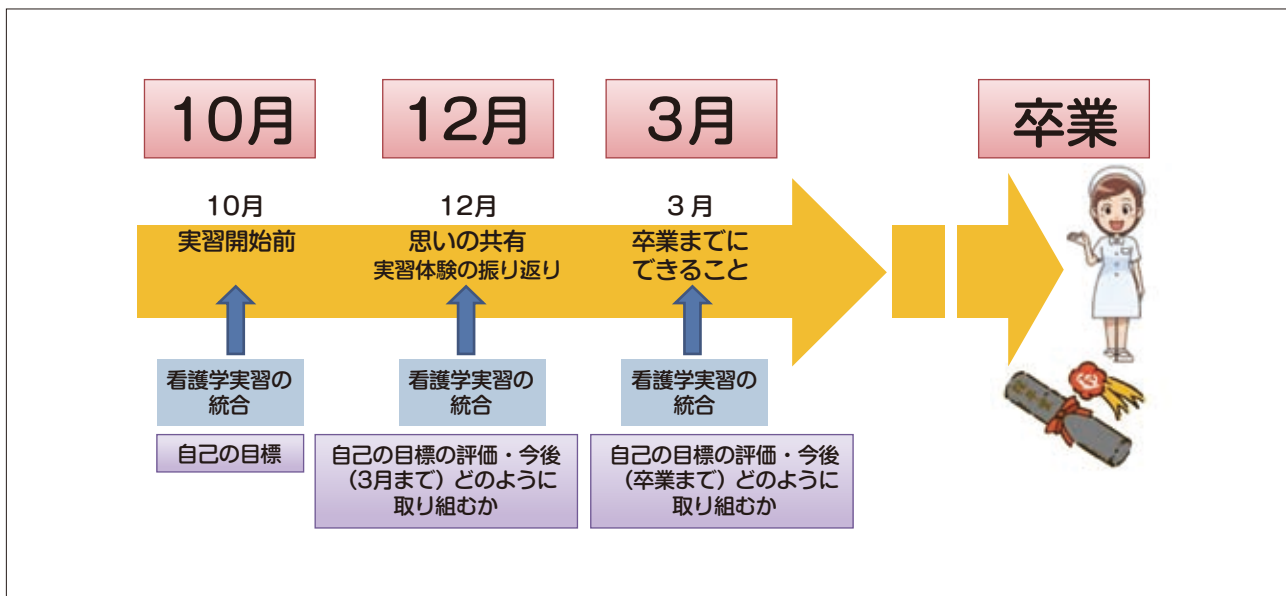 10月
12月
3月
卒業
10月
実習開始前
12月
思いの共有
実習体験の振り返り
3月
卒業までに
できること
看護学実習の
統合
看護学実習の
統合
看護学実習の
統合
自己の目標
自己の目標の評価・今後
（3月まで）どのように
取り組むか
自己の目標の評価・今後
（卒業まで）どのように
取り組むか